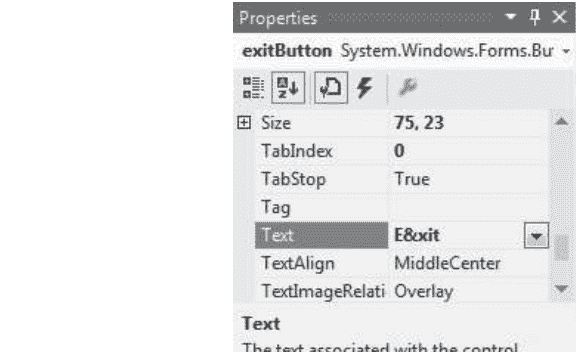 Properties
exitButton System.Windows.Forms.But
Size 75, 23
TabIndex 0
TabStop True
Tag
Text E&xit
TextAlign MiddleCenter
TextImageRelati Overlay
Text
The text associated with the control